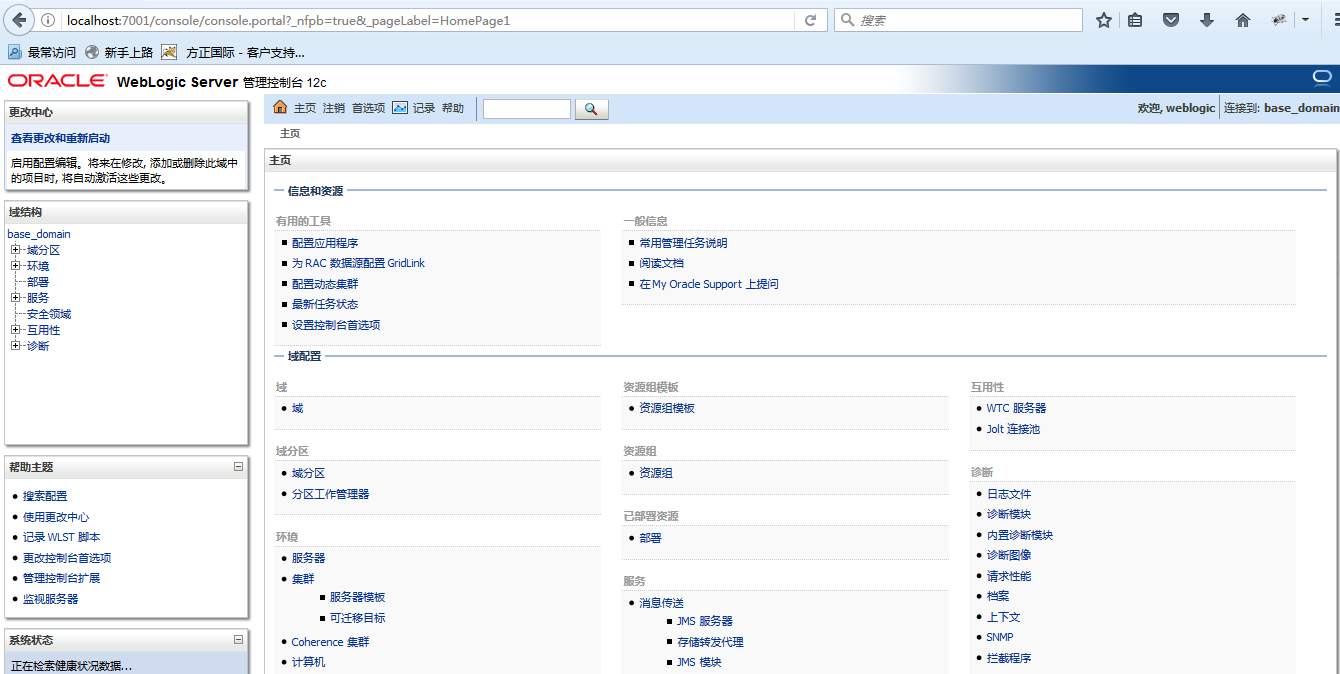 localhost:7001/console/console.portal?_nfpb=true&_pageLabel=HomePage1
搜索
最常访问 新手上路 方正国际 - 客户支持...
ORACLE WebLogic Server 管理控制台 12c
更改中心
查看更改和重新启动
启用配置编辑。将来在修改, 添加或删除此域中
的项目时, 将自动激活这些更改。
域结构
base_domain
域分区
环境
部署
服务
安全领域
互用性
诊断
帮助主题
搜索配置
使用更改中心
记录 WLST 脚本
更改控制台首选项
管理控制台扩展
监视服务器
系统状态
正在检索健康状况数据...
主页 注销 首选项 记录 帮助
欢迎, weblogic 连接到: base_domain
主页
主页
信息和资源
有用的工具
配置应用程序
为 RAC 数据源配置 GridLink
配置动态集群
最新任务状态
设置控制台首选项
一般信息
常用管理任务说明
阅读文档
在 My Oracle Support 上提问
域配置
域
域
域分区
域分区
分区工作管理器
环境
服务器
集群
服务器模板
可迁移目标
Coherence 集群
计算机
资源组模板
资源组模板
资源组
资源组
已部署资源
部署
服务
消息传送
JMS 服务器
存储转发代理
JMS 模块
互用性
WTC 服务器
Jolt 连接池
诊断
日志文件
诊断模块
内置诊断模块
诊断图像
请求性能
档案
上下文
SNMP
拦截程序